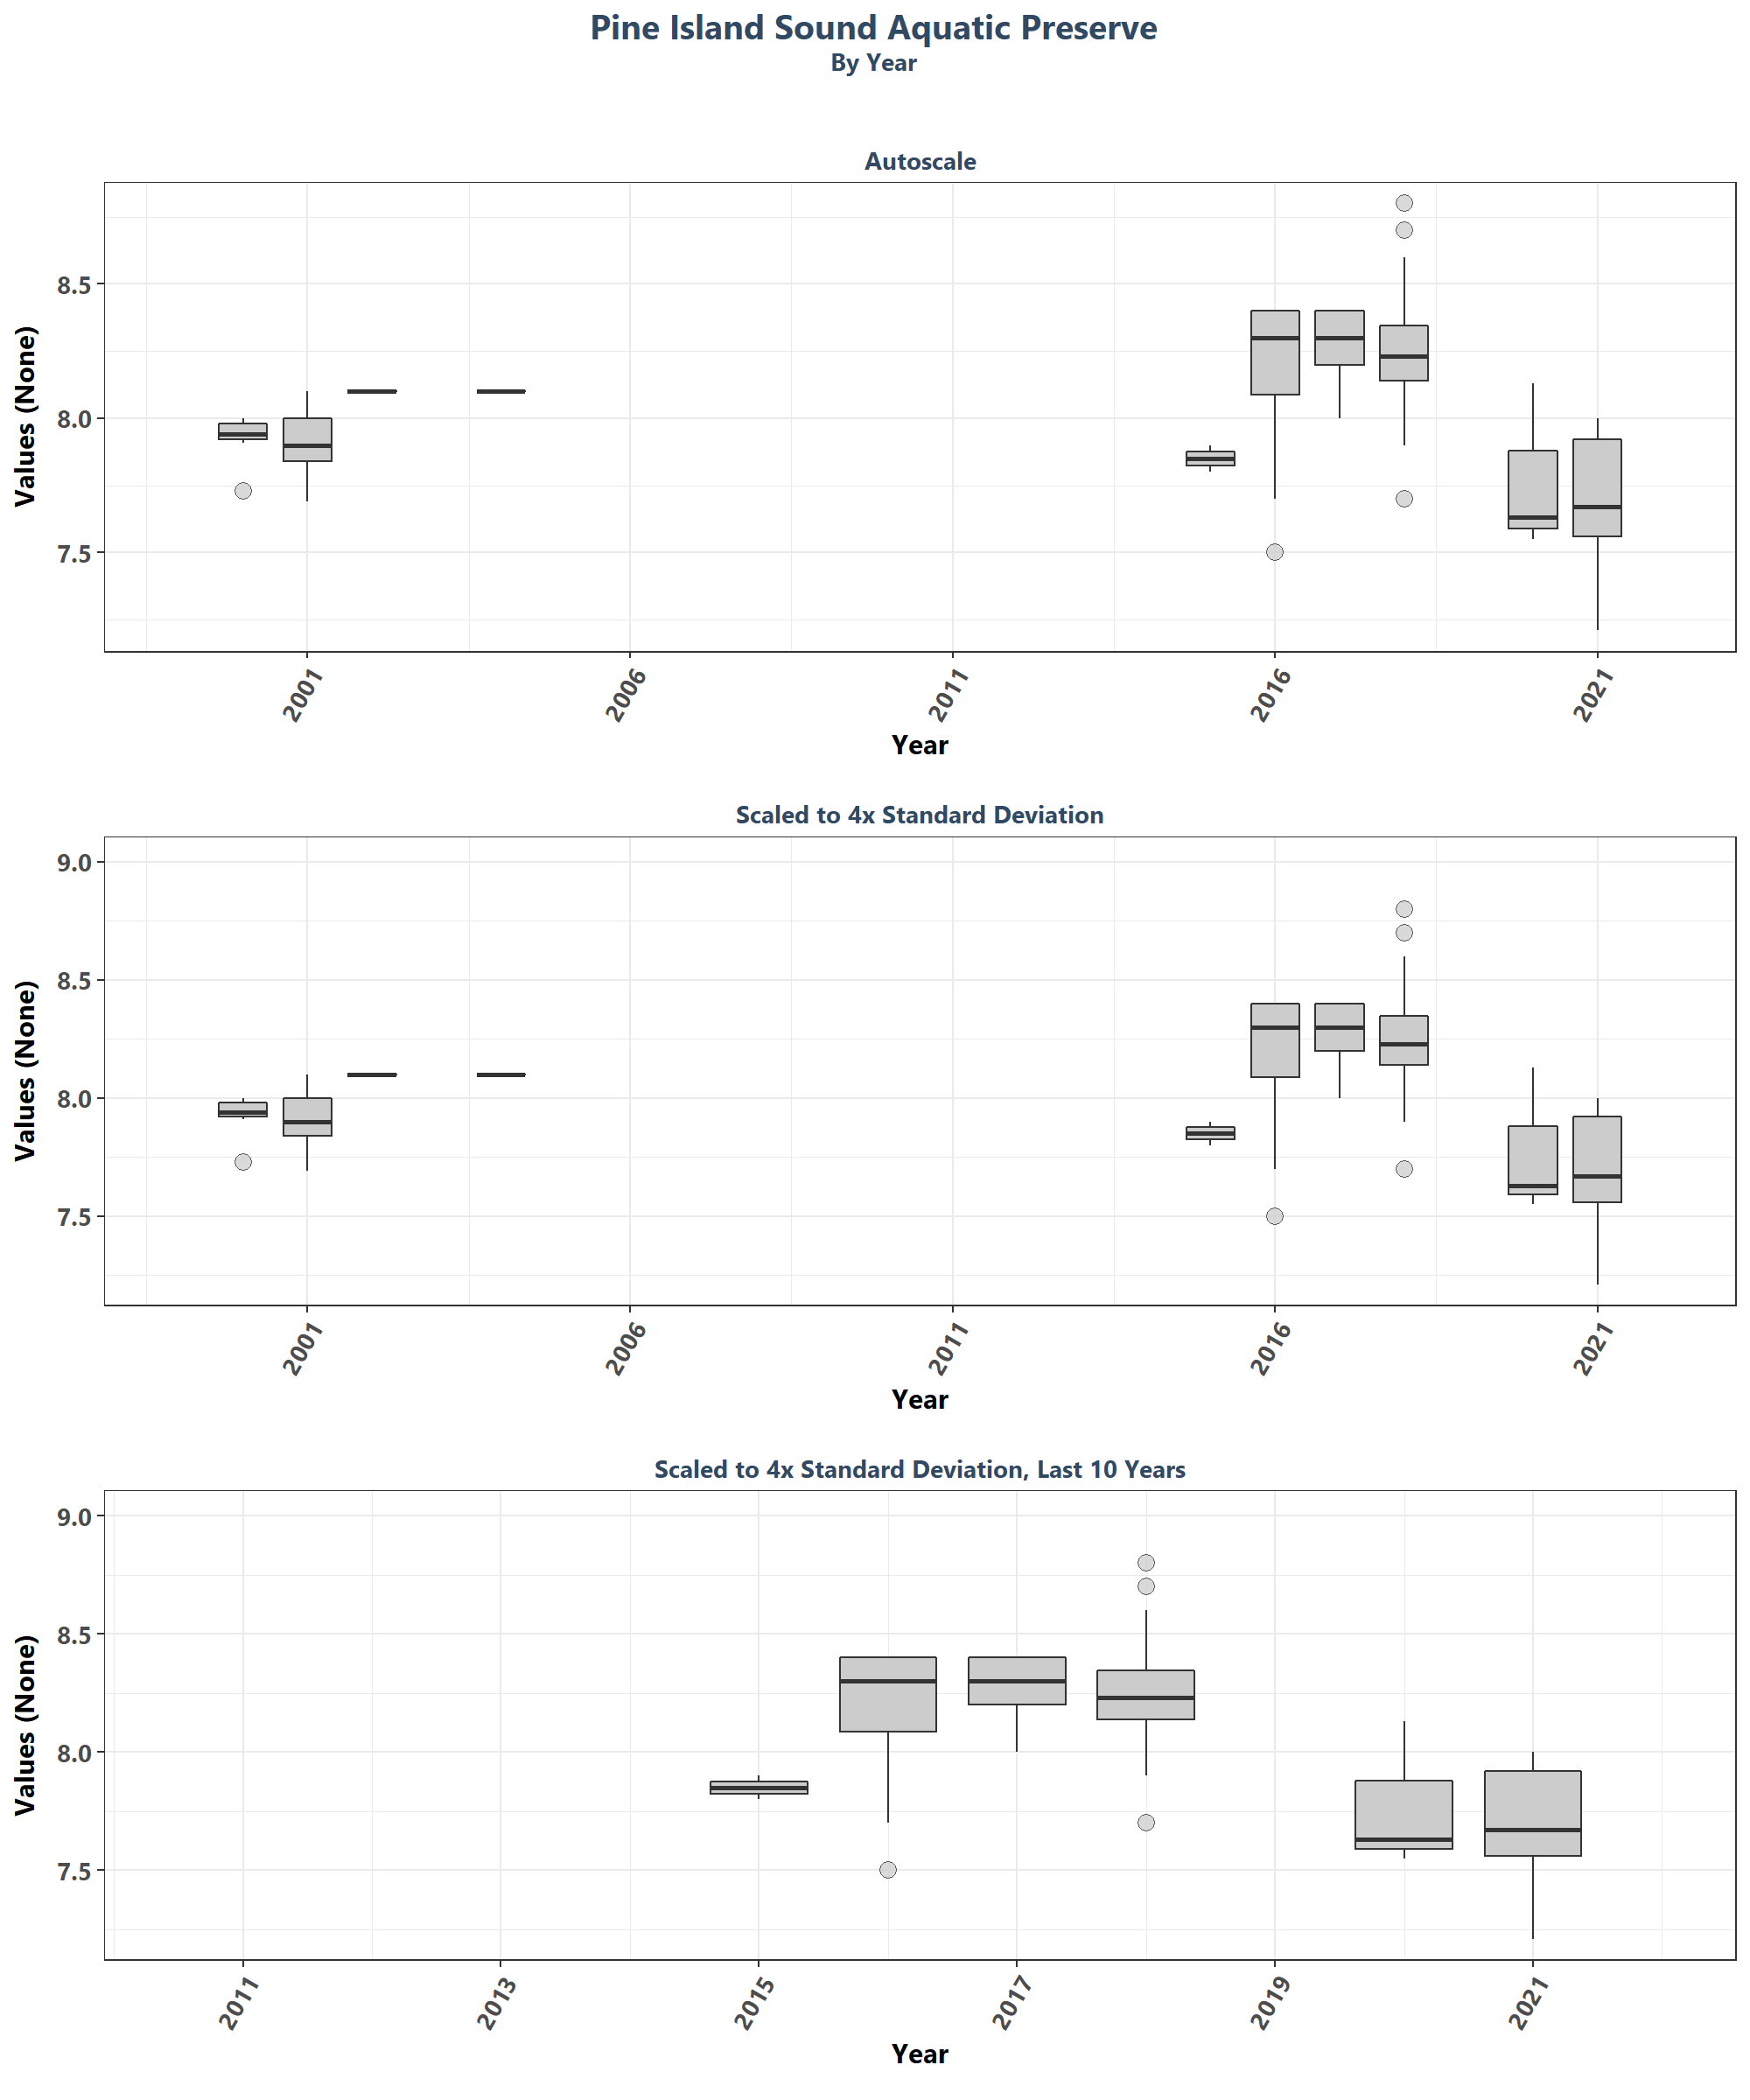 Pine Island Sound Aquatic Preserve
By Year
Autoscale
Values (None)
8.5
8.0
7.5
2001 2006 2011 2016 2021
Year
Scaled to 4x Standard Deviation
Values (None)
9.0
8.5
8.0
7.5
2001 2006 2011 2016 2021
Year
Scaled to 4x Standard Deviation, Last 10 Years
Values (None)
9.0
8.5
8.0
7.5
2011 2013 2015 2017 2019 2021
Year